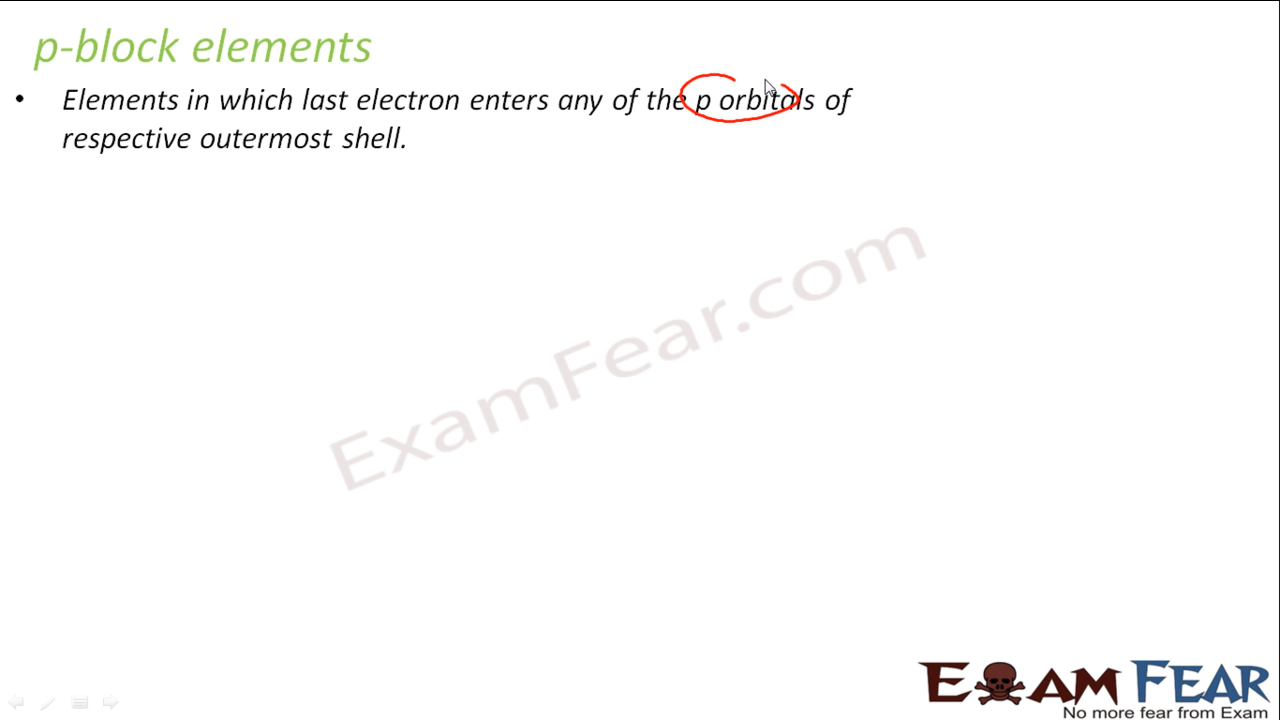 p-block elements
• Elements in which last electron enters any of the p orbitals of
respective outermost shell.
ExamFear.com
EXAM FEAR
No more fear from Exam